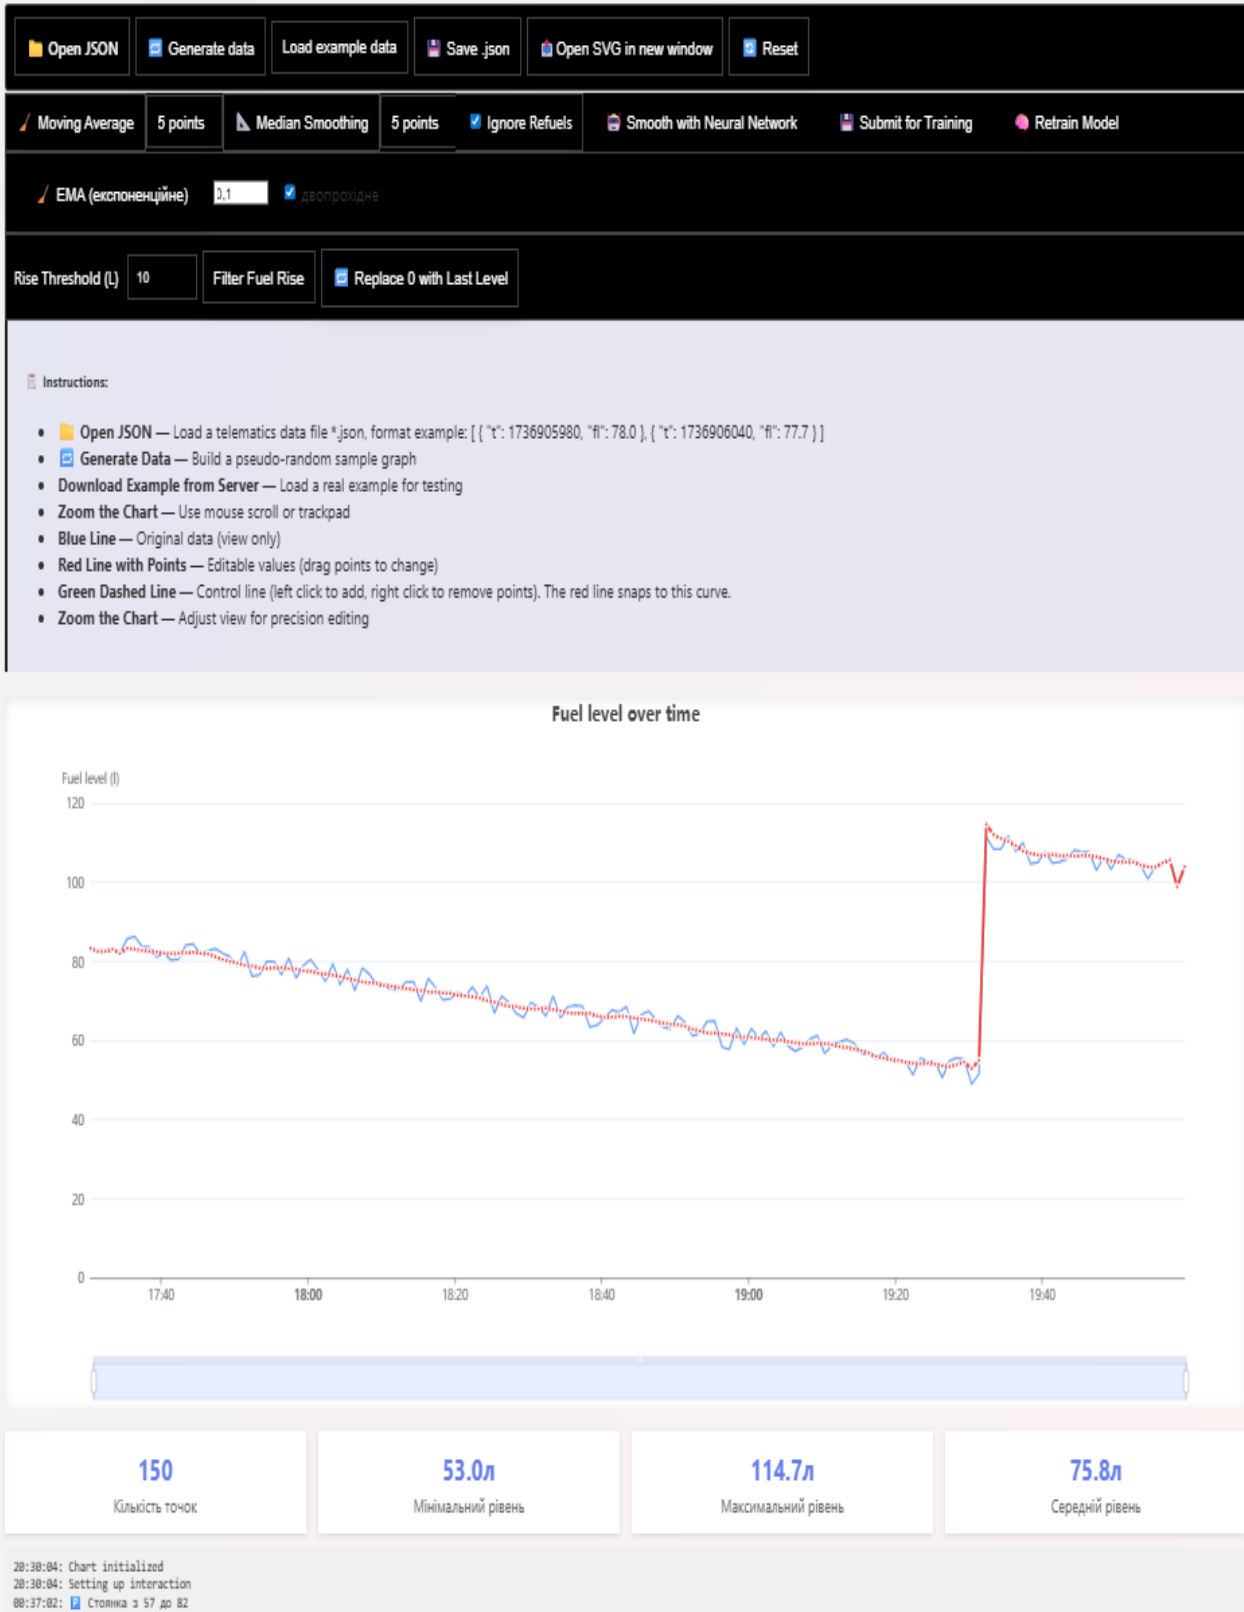 Open JSON Generate data Load example data Save .json Open SVG in new window Reset
Moving Average 5 points Median Smoothing 5 points Ignore Refuels Smooth with Neural Network Submit for Training Retrain Model
EMA (експоненційне) 0,1 двопрохідне
Rise Threshold (L) 10 Filter Fuel Rise Replace 0 with Last Level
Instructions:
Open JSON — Load a telematics data file *.json, format example: [ { "t": 1736905980, "fl": 78.0 }, { "t": 1736906040, "fl": 77.7 } ]
Generate Data — Build a pseudo-random sample graph
Download Example from Server — Load a real example for testing
Zoom the Chart — Use mouse scroll or trackpad
Blue Line — Original data (view only)
Red Line with Points — Editable values (drag points to change)
Green Dashed Line — Control line (left click to add, right click to remove points). The red line snaps to this curve.
Zoom the Chart — Adjust view for precision editing
Fuel level over time
Fuel level (l)
120
100
80
60
40
20
0
17:40 18:00 18:20 18:40 19:00 19:20 19:40
150 53.0л 114.7л 75.8л
Кількість точок Мінімальний рівень Максимальний рівень Середній рівень
20:30:04: Chart initialized
20:30:04: Setting up interaction
00:37:02: P Стоянка з 57 до 82